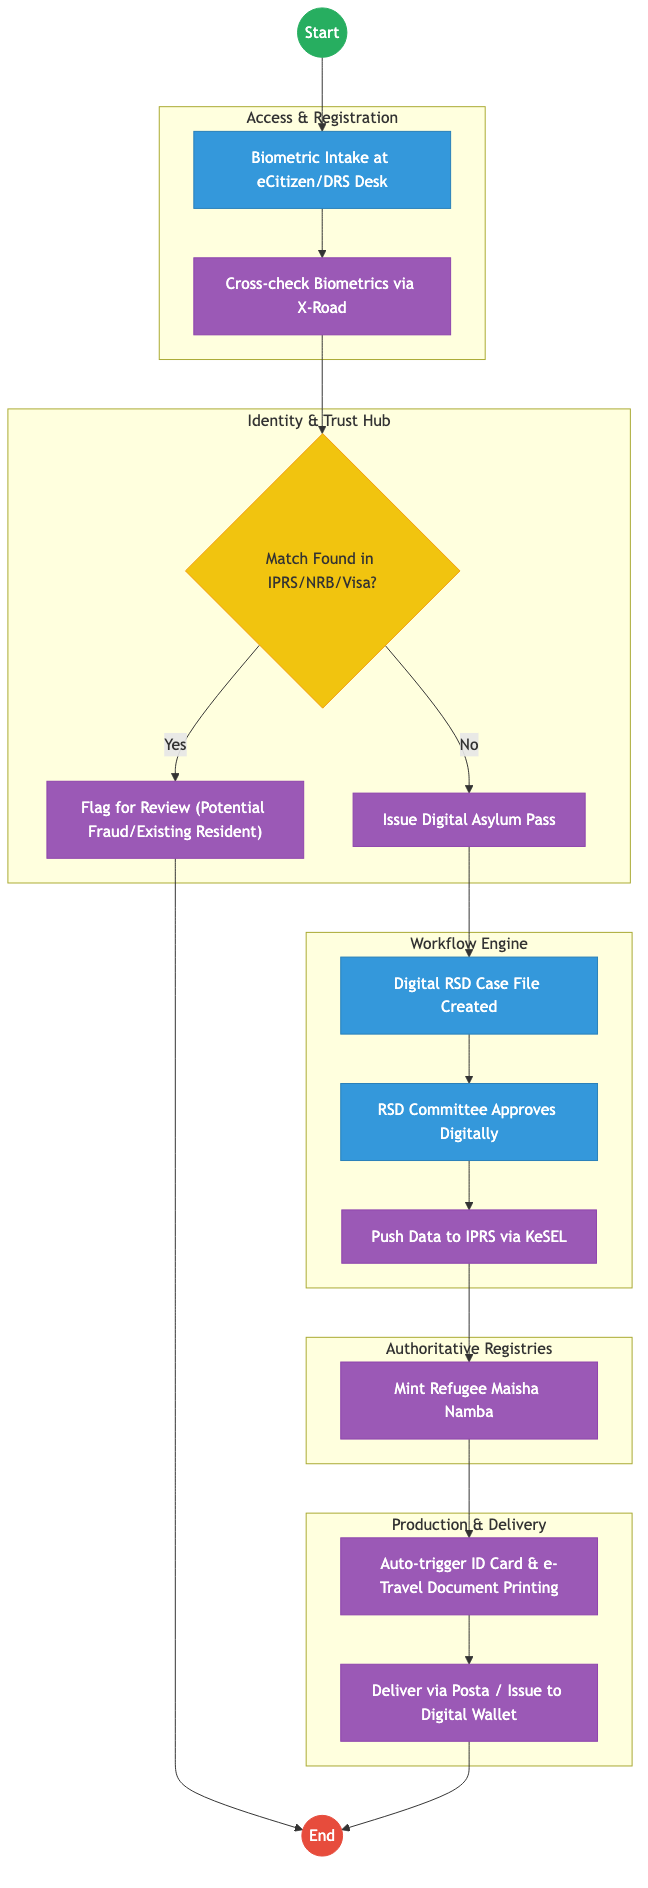 Start
Access & Registration
Biometric Intake at
eCitizen/DRS Desk
Cross-check Biometrics via
X-Road
Identity & Trust Hub
Match Found in
IPRS/NRB/Visa?
Yes
No
Flag for Review (Potential
Fraud/Existing Resident)
Issue Digital Asylum Pass
Workflow Engine
Digital RSD Case File
Created
RSD Committee Approves
Digitally
Push Data to IPRS via KeSEL
Authoritative Registries
Mint Refugee Maisha
Namba
Production & Delivery
Auto-trigger ID Card & e-
Travel Document Printing
Deliver via Posta / Issue to
Digital Wallet
End